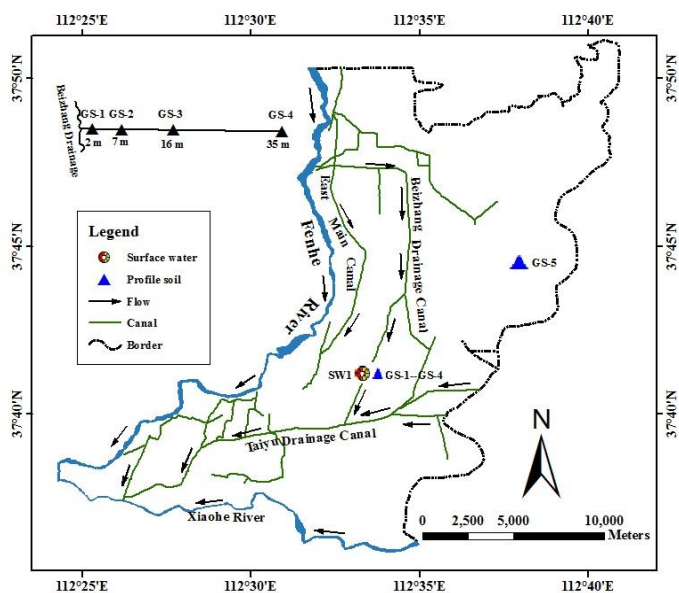 112°25'E 112°30'E 112°35'E 112°40'E
37°50'N
37°50'N
Beizhang Drainage
GS-1 GS-2 GS-3 GS-4
2 m 7 m 16 m 35 m
East Main Canal
Beizhang Drainage Canal
Fenhe River
37°45'N
37°45'N
GS-5
Legend
Surface water
Profile soil
Flow
Canal
Border
SW1 GS-1--GS-4
37°40'N
37°40'N
Taiyu Drainage Canal
Xiaohe River
N
0 2,500 5,000 10,000
Meters
112°25'E 112°30'E 112°35'E 112°40'E